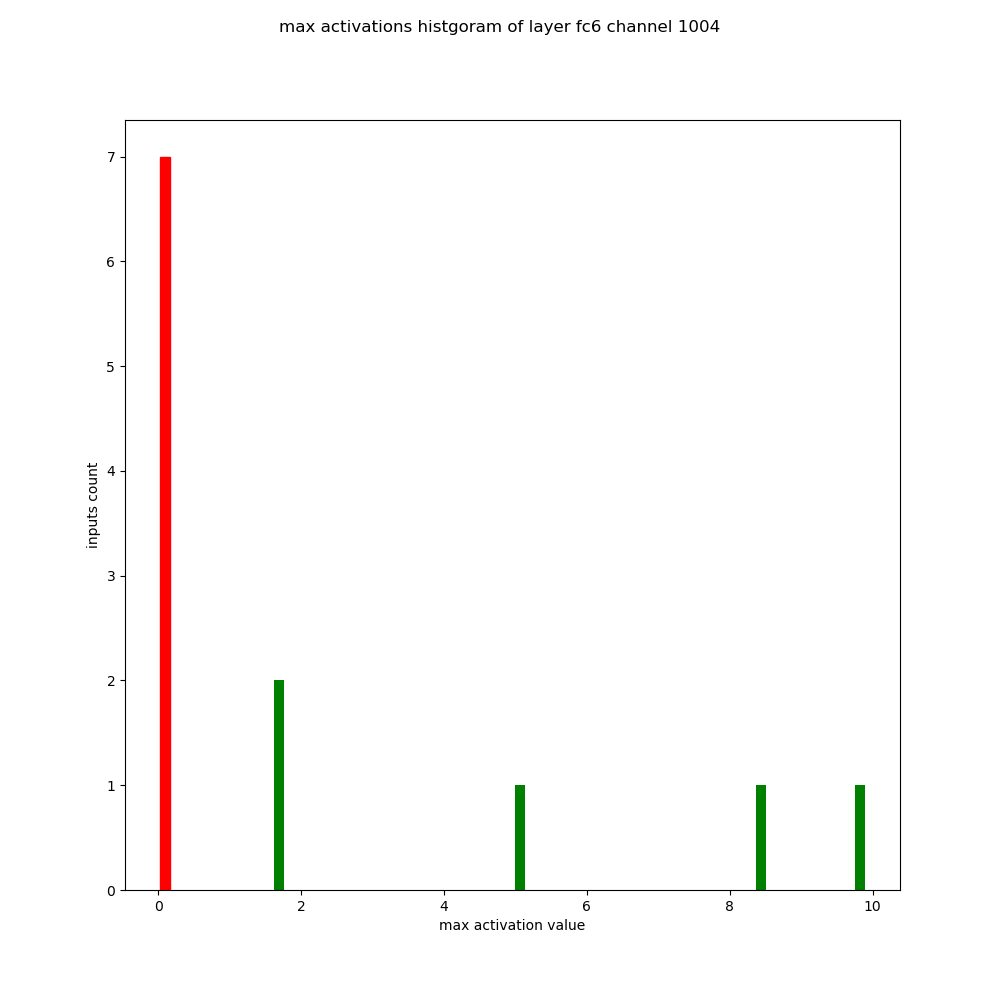 max activations histgoram of layer fc6 channel 1004
7
6
5
4
3
2
1
0
inputs count
0 2 4 6 8 10
max activation value